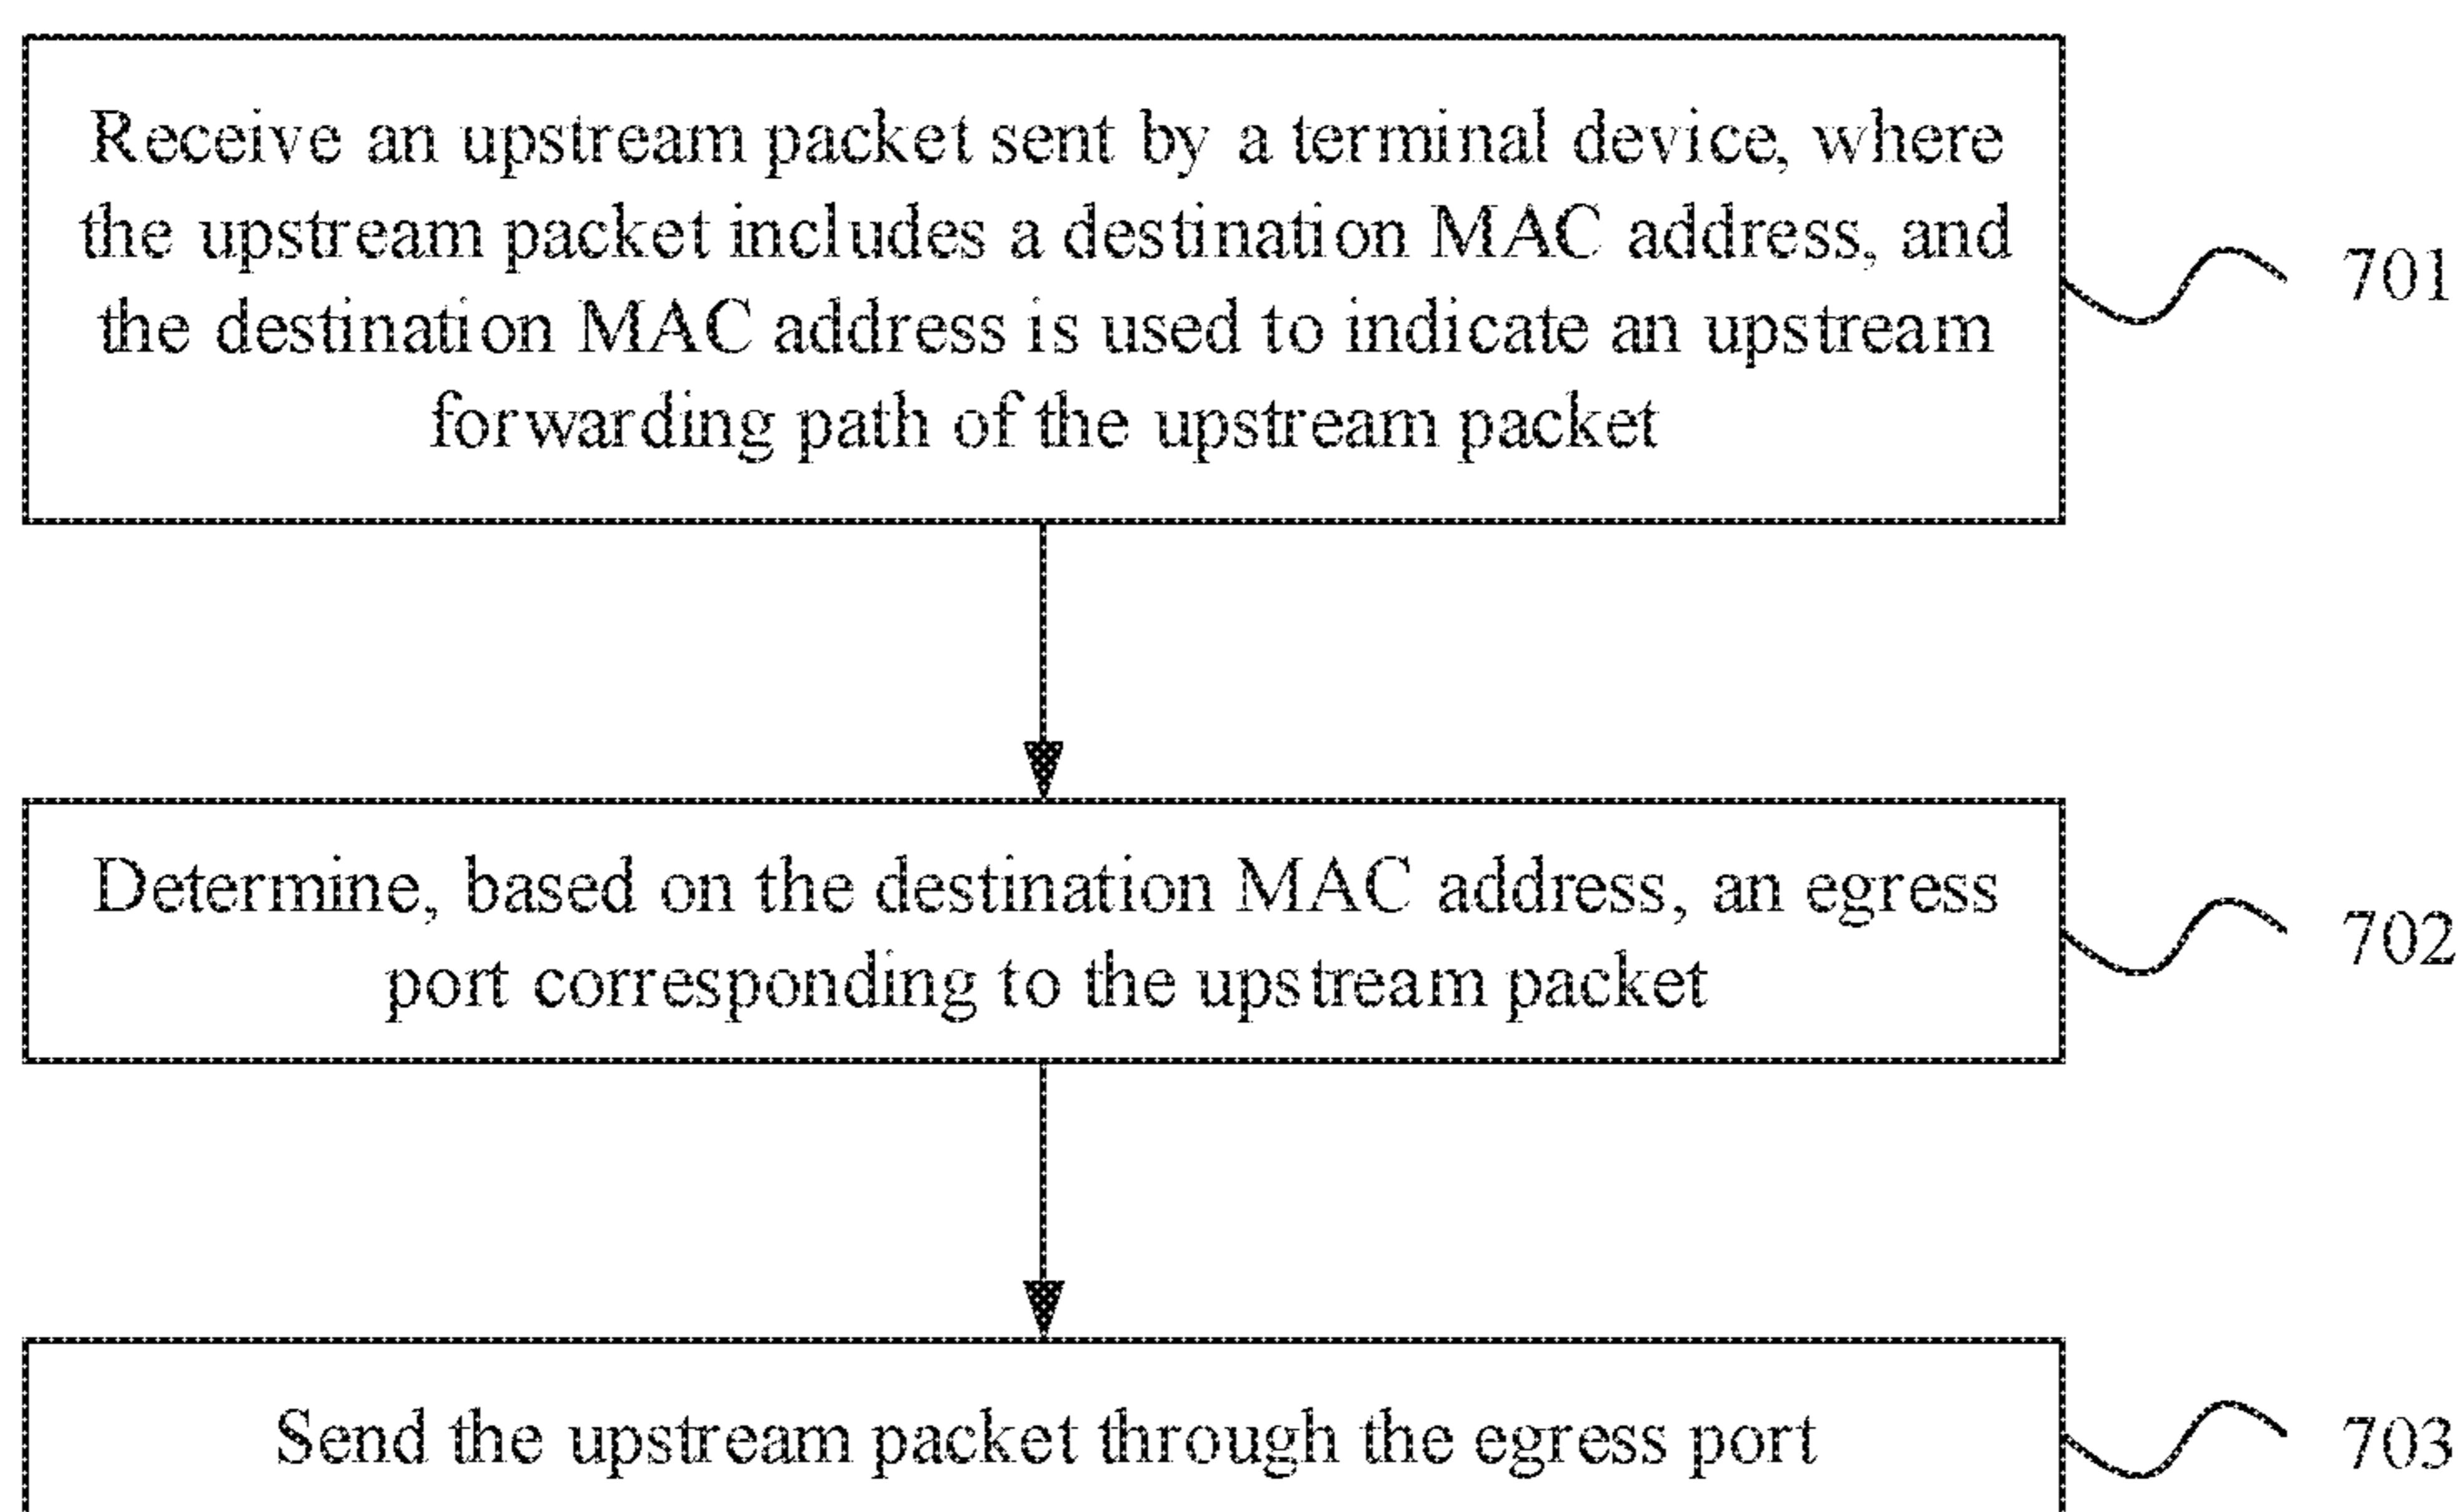 Receive an upstream packet sent by a terminal device, where
the upstream packet includes a destination MAC address, and
the destination MAC address is used to indicate an upstream
forwarding path of the upstream packet
701
Determine, based on the destination MAC address, an egress
port corresponding to the upstream packet
702
Send the upstream packet through the egress port
703